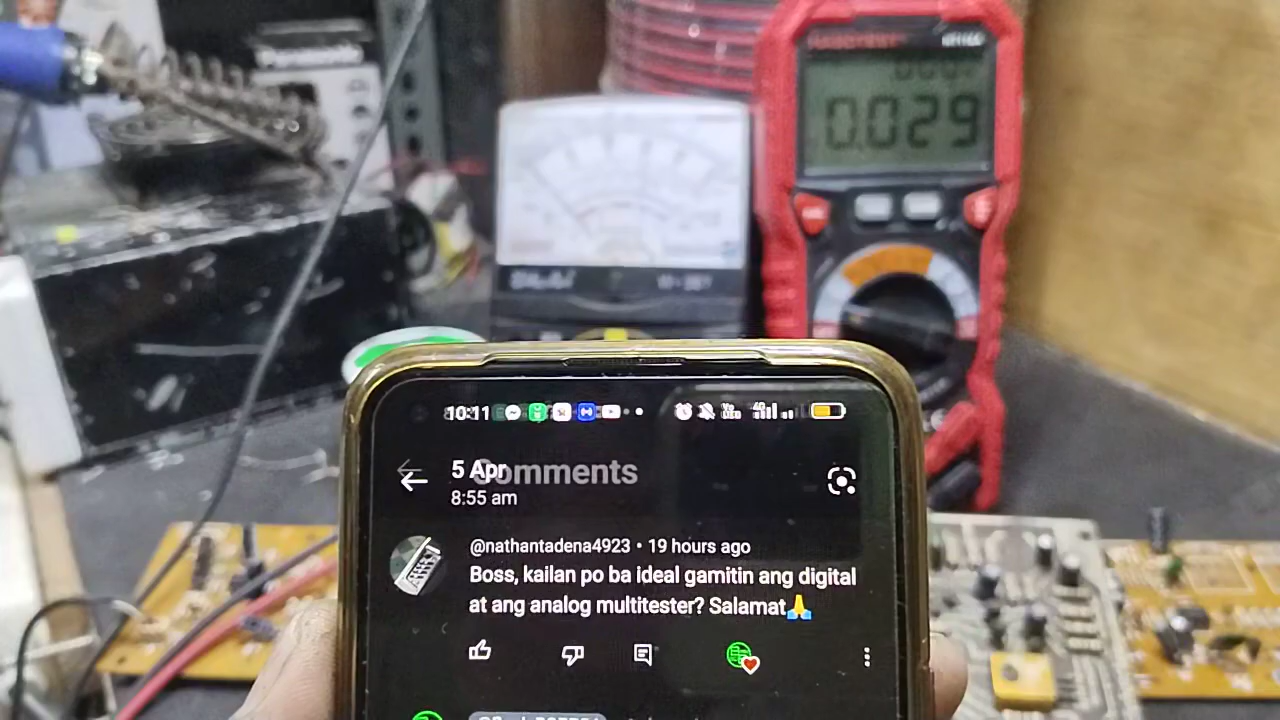 Panasonic
0.029
10:11
5 Apr
Comments
8:55 am
@nathantadena4923 • 19 hours ago
Boss, kailan po ba ideal gamitin ang digital
at ang analog multitester? Salamat🙏